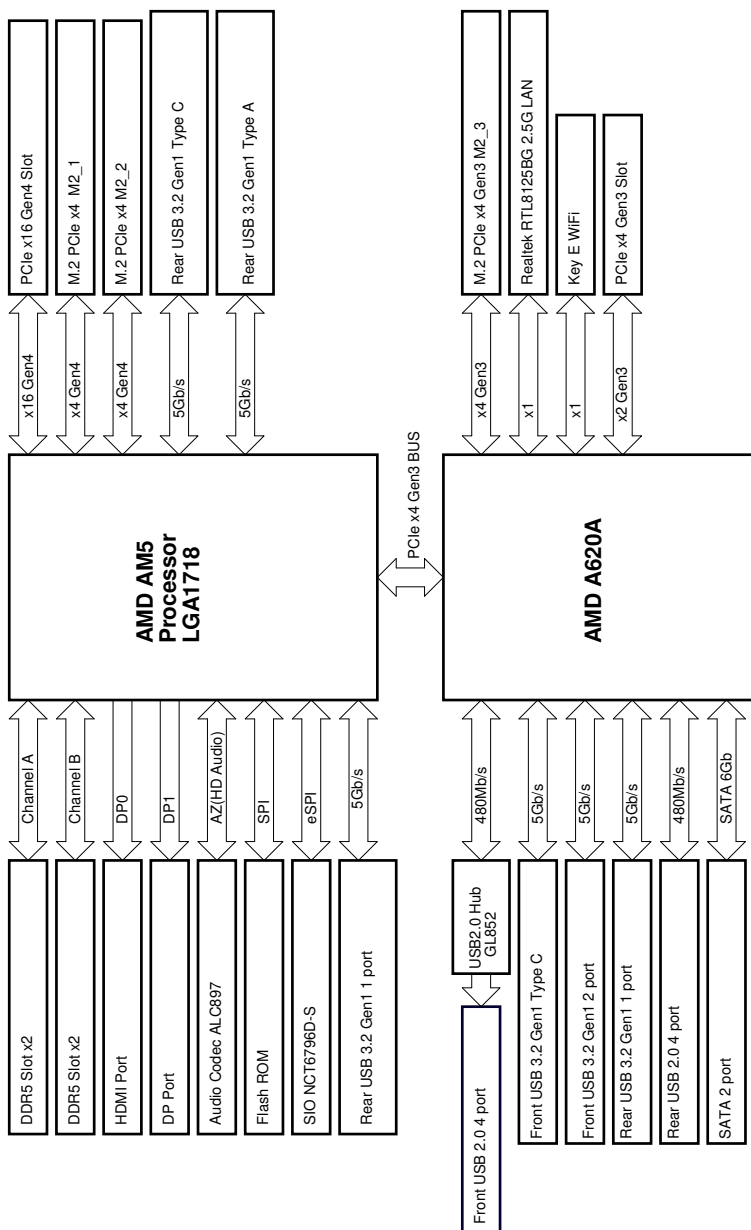 DDR5 Slot x2
Channel A
DDR5 Slot x2
Channel B
HDMI Port
DP0
DP Port
DP1
Audio Codec ALC897
AZ(HD Audio)
Flash ROM
SPI
SIO NCT6796D-S
eSPI
Rear USB 3.2 Gen1 1 port
5Gb/s
AMD AM5
Processor
LGA1718
x16 Gen4
PCIe x16 Gen4 Slot
x4 Gen4
M.2 PCIe x4 M2_1
x4 Gen4
M.2 PCIe x4 M2_2
5Gb/s
Rear USB 3.2 Gen1 Type C
5Gb/s
Rear USB 3.2 Gen1 Type A
PCIe x4 Gen3 BUS
Front USB 2.0 4 port
USB2.0 Hub
GL852
480Mb/s
Front USB 3.2 Gen1 Type C
5Gb/s
Front USB 3.2 Gen1 2 port
5Gb/s
Rear USB 3.2 Gen1 1 port
5Gb/s
Rear USB 2.0 4 port
480Mb/s
SATA 2 port
SATA 6Gb
AMD A620A
x4 Gen3
M.2 PCIe x4 Gen3 M2_3
x1
Realtek RTL8125BG 2.5G LAN
x1
Key E WiFi
x2 Gen3
PCIe x4 Gen3 Slot